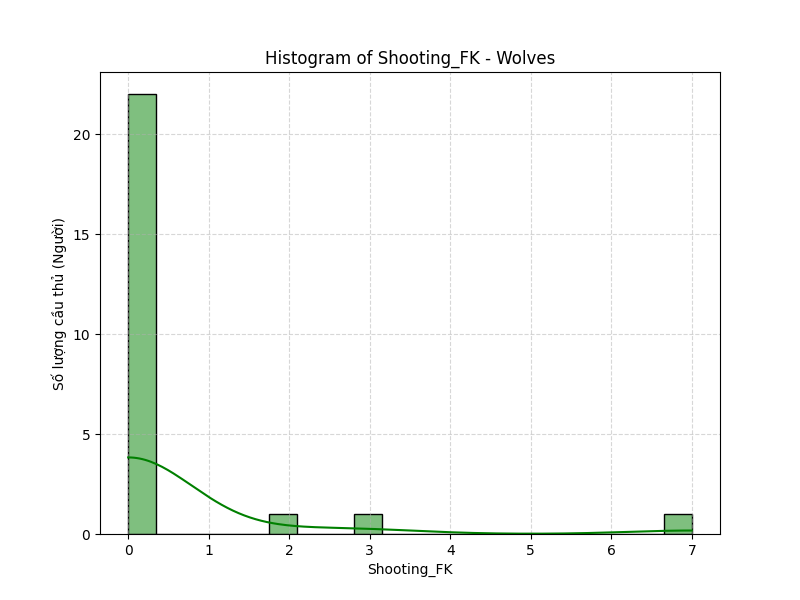 Histogram of Shooting_FK - Wolves
Số lượng cầu thủ (Người)
20
15
10
5
0
0 1 2 3 4 5 6 7
Shooting_FK